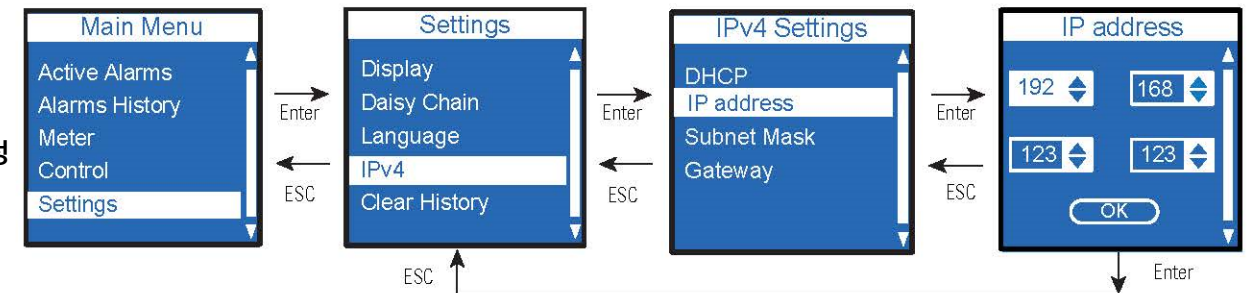 Main Menu
Active Alarms
Alarms History
Meter
Control
Settings
Enter
ESC
Settings
Display
Daisy Chain
Language
IPv4
Clear History
Enter
ESC
IPv4 Settings
DHCP
IP address
Subnet Mask
Gateway
Enter
ESC
IP address
192 168
123 123
OK
ESC
Enter